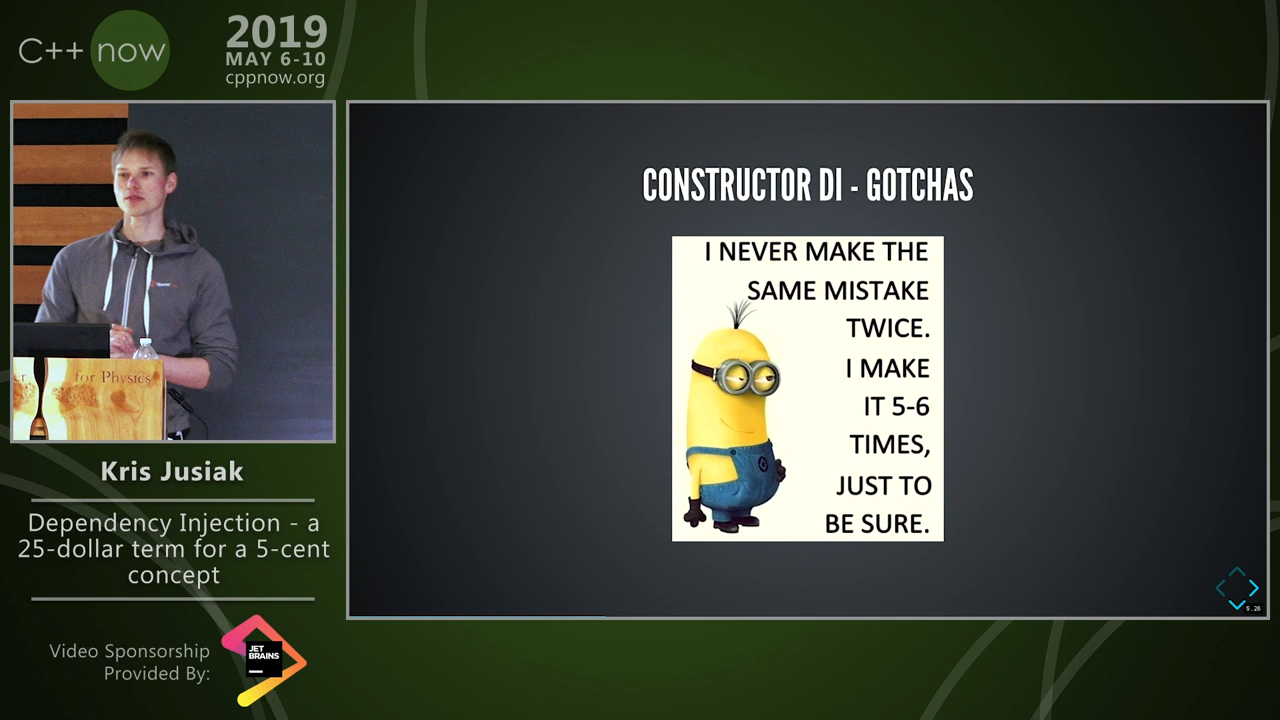 C++ now
2019
MAY 6-10
cppnow.org
for Physics
Kris Jusiak
Dependency Injection - a
25-dollar term for a 5-cent
concept
Video Sponsorship
Provided By:
JET
BRAINS
CONSTRUCTOR DI - GOTCHAS
I NEVER MAKE THE
SAME MISTAKE
TWICE.
I MAKE
IT 5-6
TIMES,
JUST TO
BE SURE.
5.26